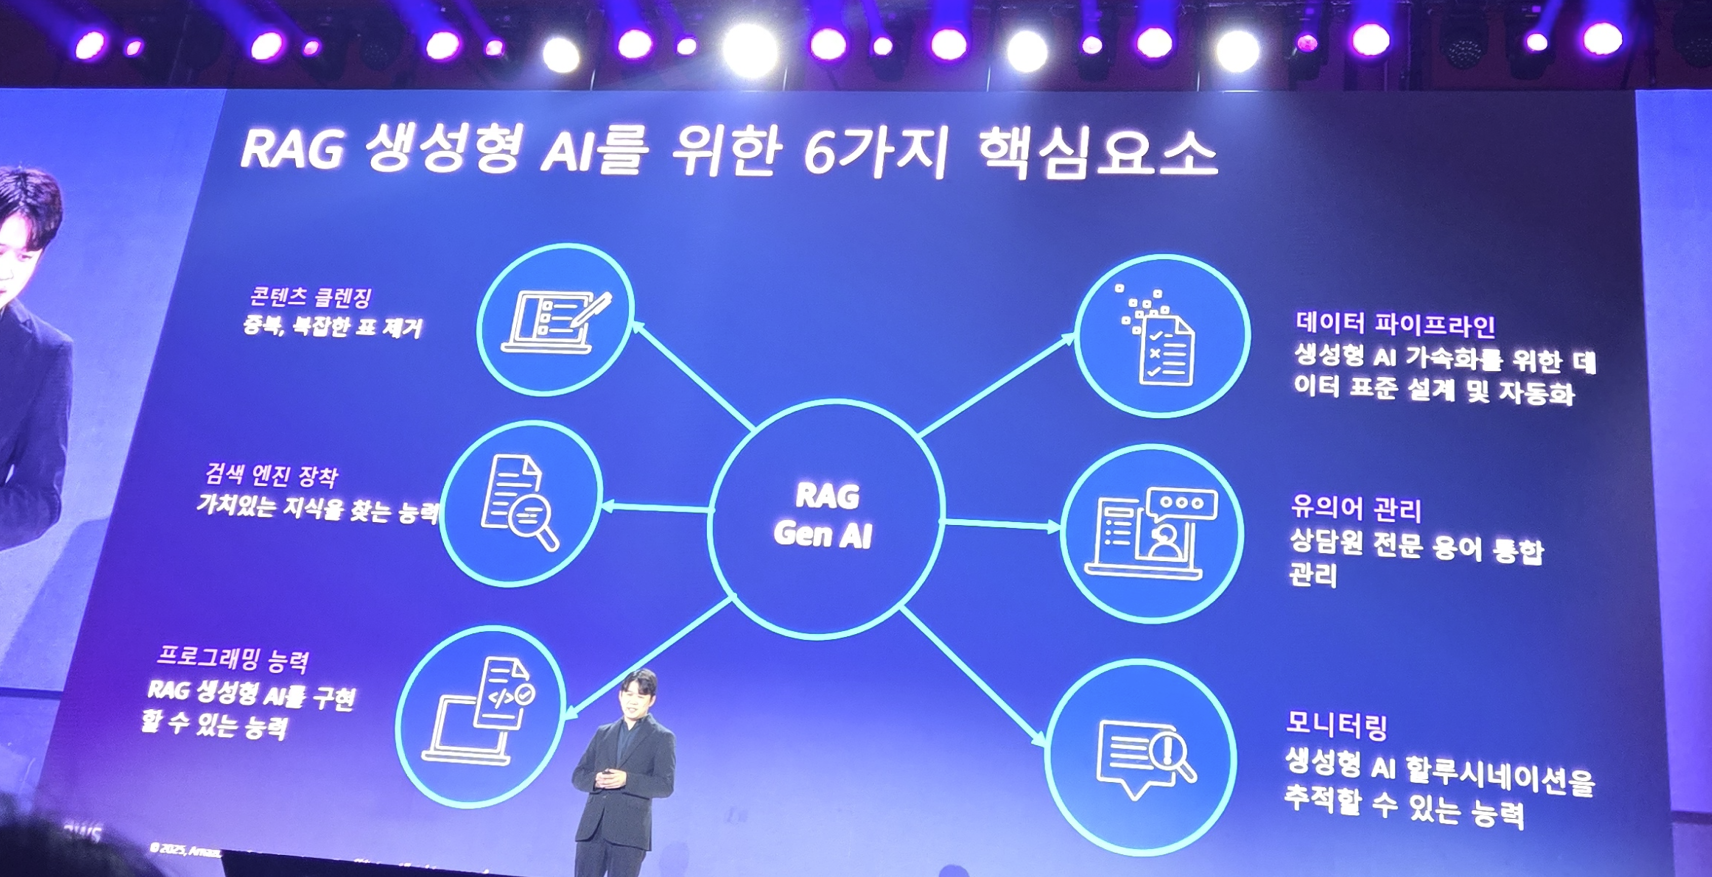 RAG 생성형 AI를 위한 6가지 핵심요소
콘텐츠 클렌징
중복, 복잡한 표 제거
검색 엔진 장착
가치있는 지식을 찾는 능력
프로그래밍 능력
RAG 생성형 AI를 구현
할 수 있는 능력
RAG
Gen AI
데이터 파이프라인
생성형 AI 가속화를 위한 데
이터 표준 설계 및 자동화
유의어 관리
상담원 전문 용어 통합
관리
모니터링
생성형 AI 할루시네이션을
추적할 수 있는 능력
aws
© 2025,